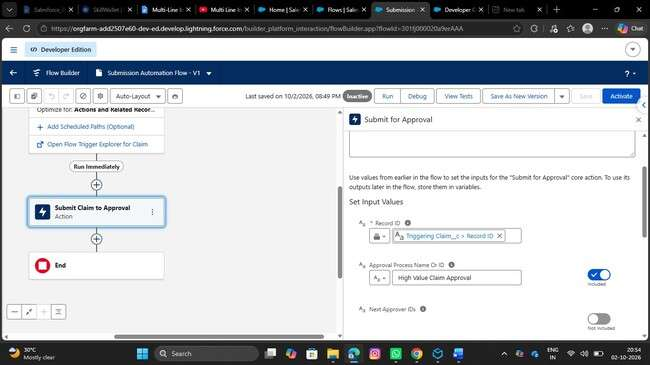 Salesforce_
SkillWallet |
Multi-Line I
Multi Line In
Home | Sale
Flows | Sale
Submission
Developer C
New tab
https://orgfarm-add2507e60-dev-ed.develop.lightning.force.com/builder_platform_interaction/flowBuilder.app?flowId=301fj000020a9erAAA
Chat
Developer Edition
Flow Builder
Submission Automation Flow - V1
?
Auto-Layout
Last saved on 10/2/2026, 08:49 PM
Inactive
Run
Debug
View Tests
Save As New Version
Save
Activate
Optimize for: Actions and Related Recor...
+ Add Scheduled Paths (Optional)
Open Flow Trigger Explorer for Claim
Run Immediately
Submit Claim to Approval
Action
End
Submit for Approval
Use values from earlier in the flow to set the inputs for the "Submit for Approval" core action. To use its
outputs later in the flow, store them in variables.
Set Input Values
* Record ID
Triggering Claim__c > Record ID
Approval Process Name Or ID
High Value Claim Approval
Included
Next Approver IDs
Not Included
30°C
Mostly clear
Search
ENG
IN
20:54
02-10-2026